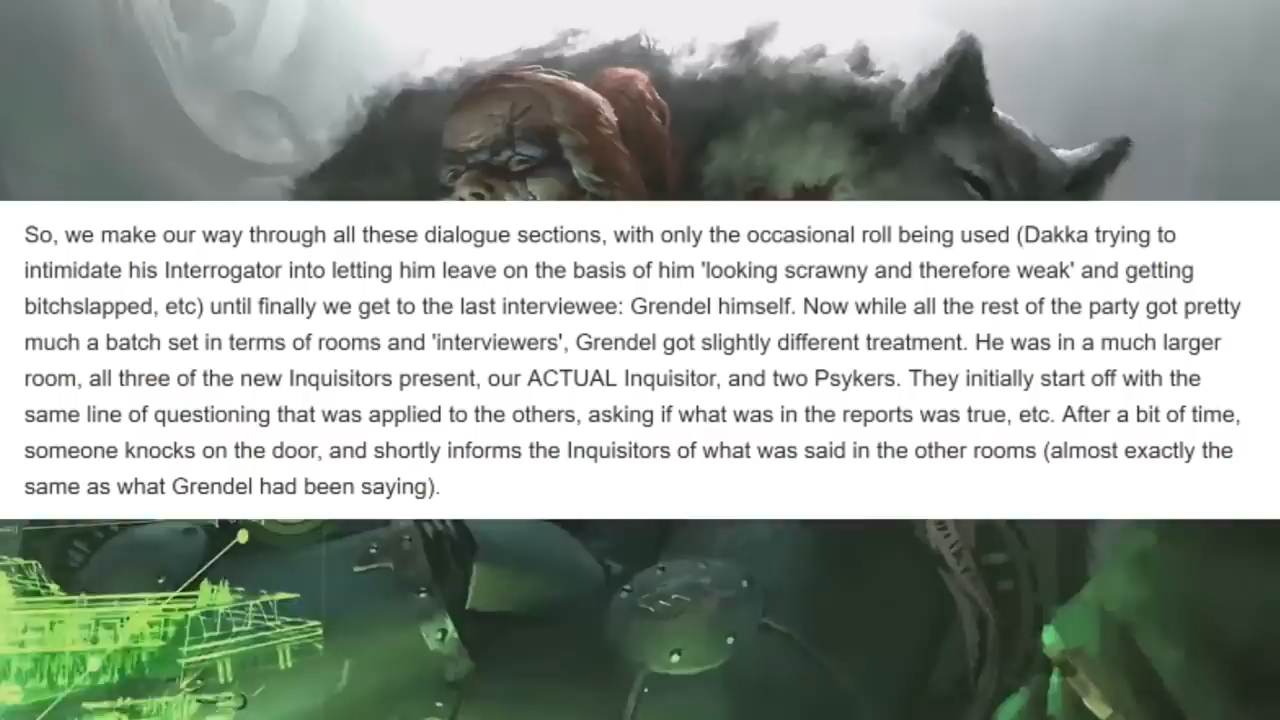 So, we make our way through all these dialogue sections, with only the occasional roll being used (Dakka trying to
intimidate his Interrogator into letting him leave on the basis of him 'looking scrawny and therefore weak' and getting
bitchslapped, etc) until finally we get to the last interviewee: Grendel himself. Now while all the rest of the party got pretty
much a batch set in terms of rooms and 'interviewers', Grendel got slightly different treatment. He was in a much larger
room, all three of the new Inquisitors present, our ACTUAL Inquisitor, and two Psykers. They initially start off with the
same line of questioning that was applied to the others, asking if what was in the reports was true, etc. After a bit of time,
someone knocks on the door, and shortly informs the Inquisitors of what was said in the other rooms (almost exactly the
same as what Grendel had been saying).